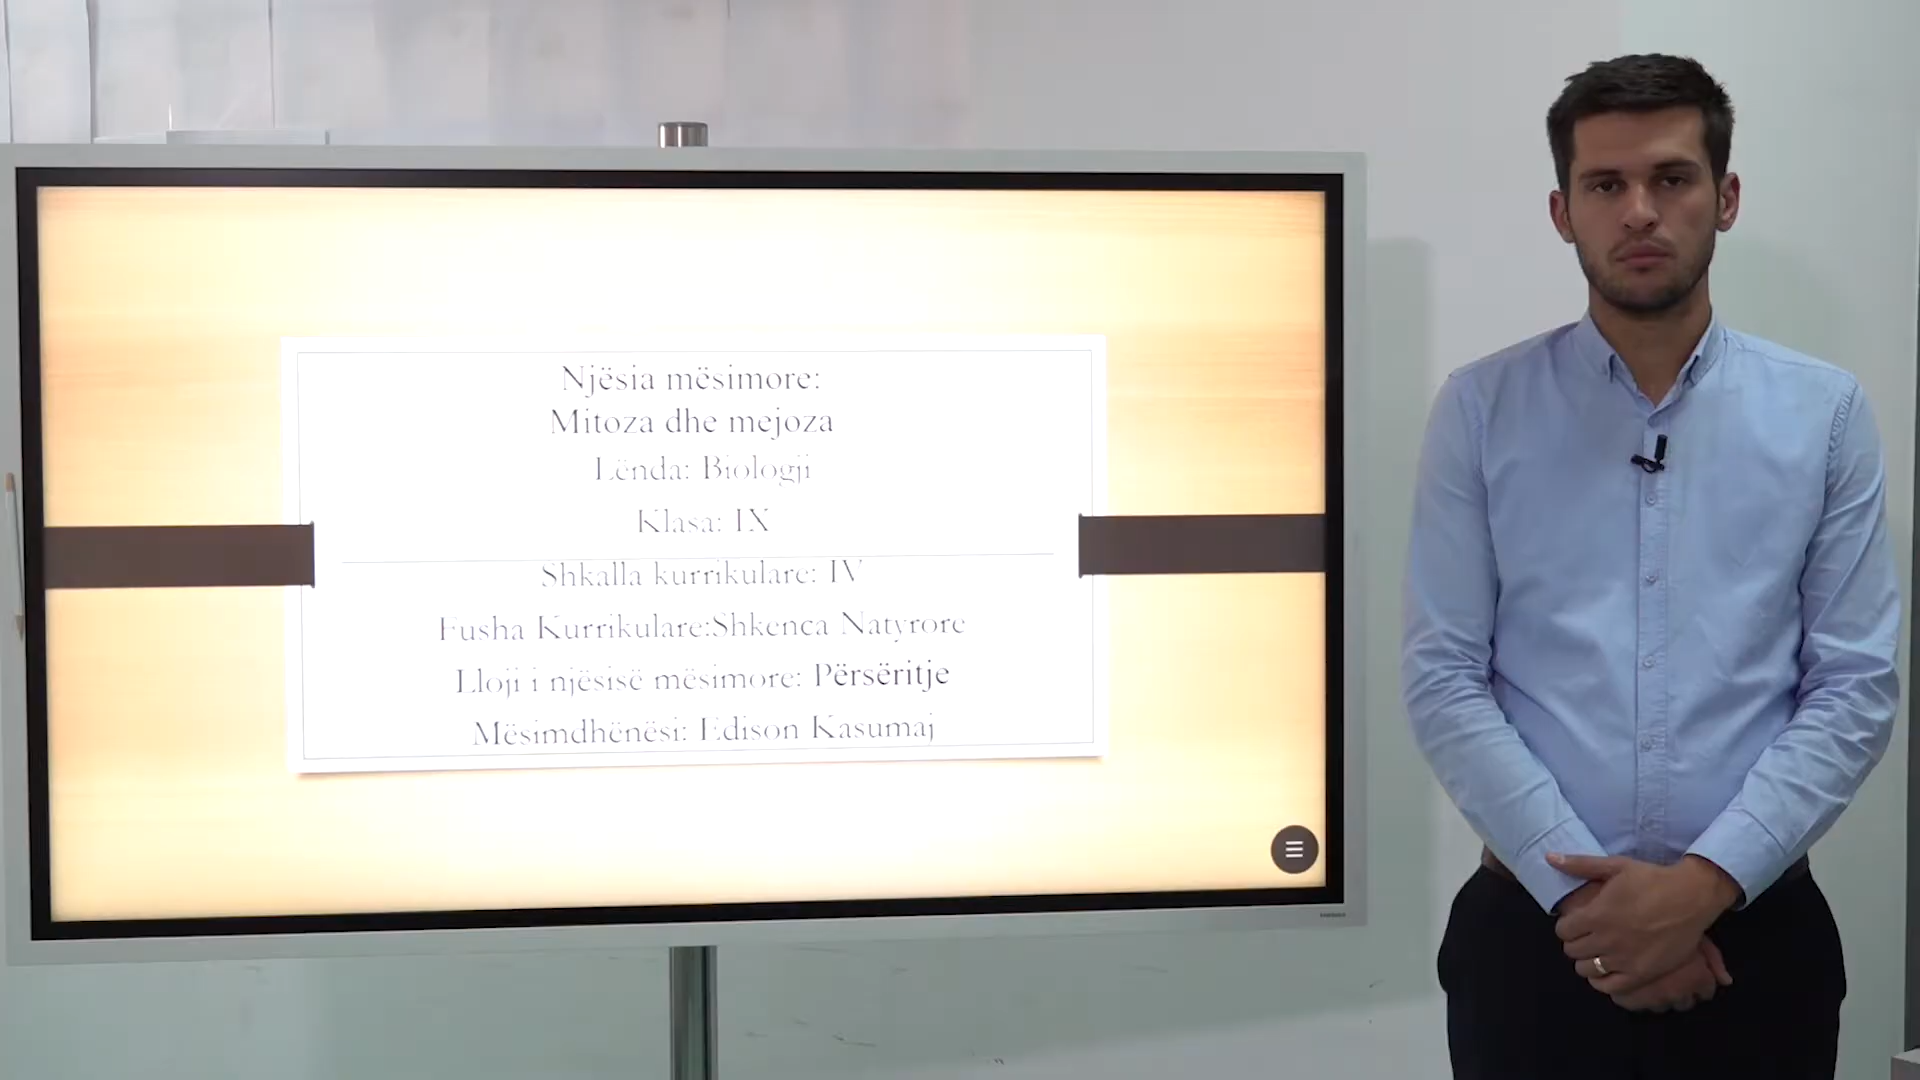 Njësia mësimore:
Mitoza dhe mejoza
Lënda: Biologji
Klasa: IX
Shkalla kurrikulare: IV
Fusha Kurrikulare:Shkenca Natyrore
Lloji i njësisë mësimore: Përsëritje
Mësimdhënësi: Edison Kasumaj